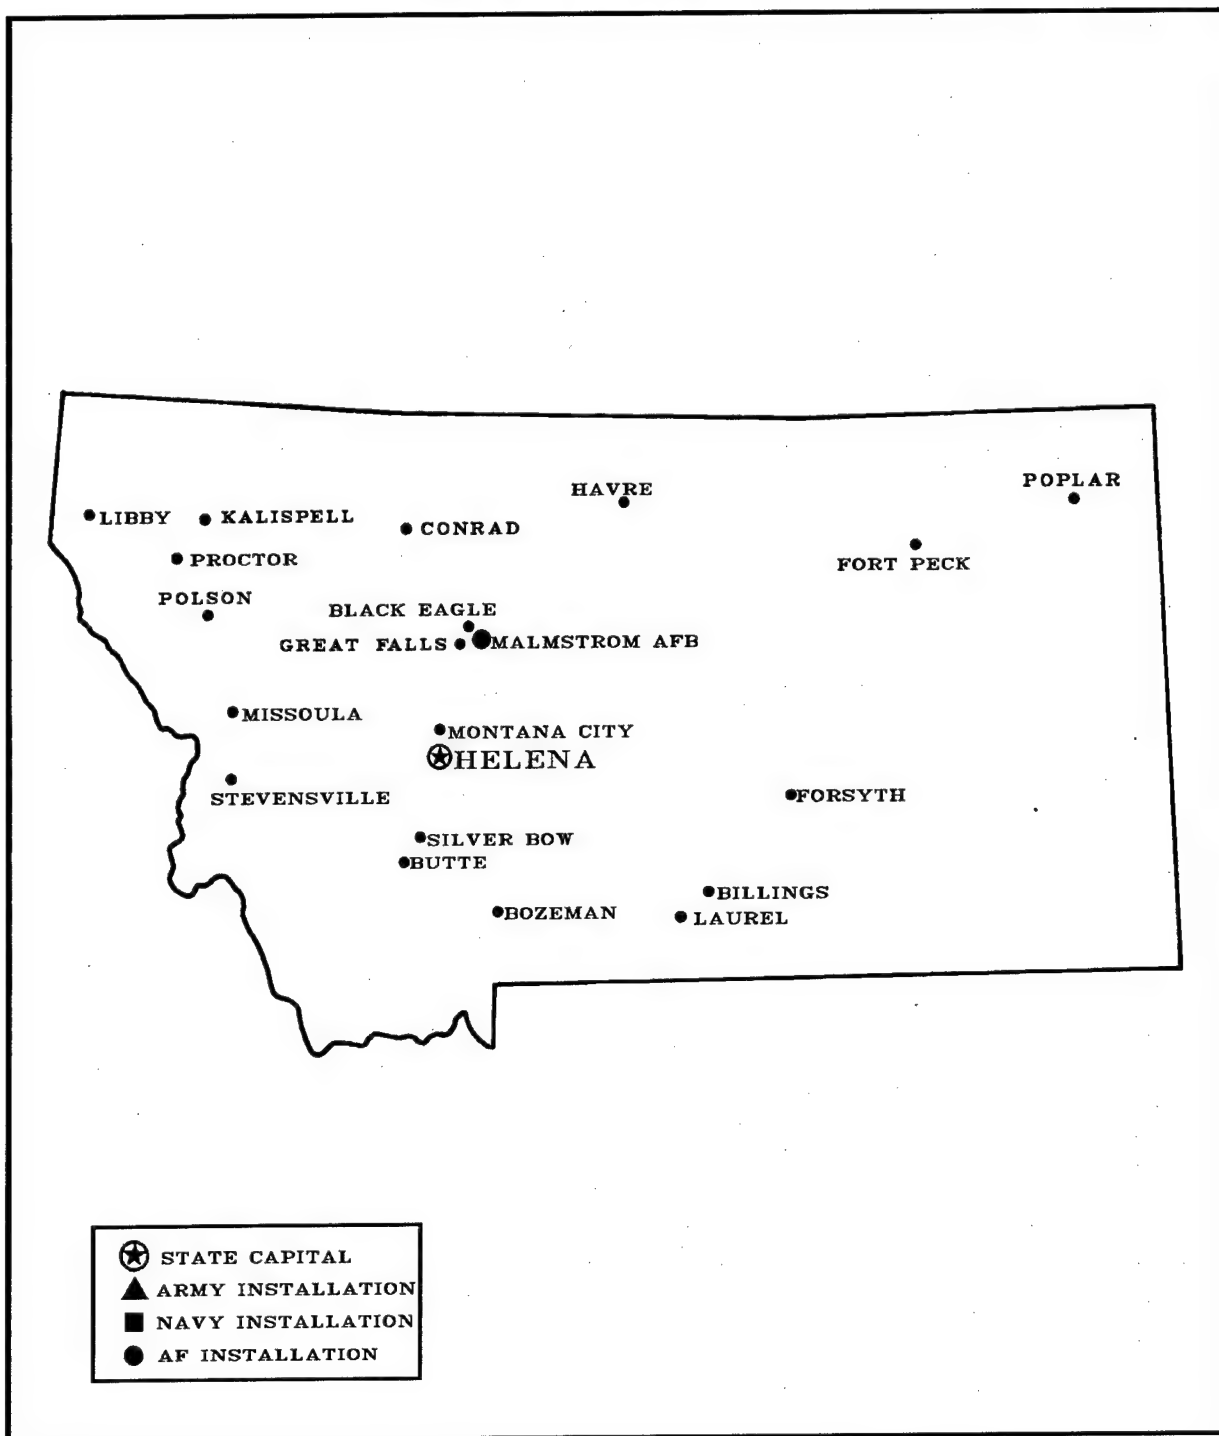 HAVRE
POPLAR
LIBBY
KALISPELL
CONRAD
PROCTOR
FORT PECK
POLSON
BLACK EAGLE
GREAT FALLS
MALMSTROM AFB
MISSOULA
MONTANA CITY
HELENA
STEVENSVILLE
FORSYTH
SILVER BOW
BUTTE
BILLINGS
BOZEMAN
LAUREL
STATE CAPITAL
ARMY INSTALLATION
NAVY INSTALLATION
AF INSTALLATION